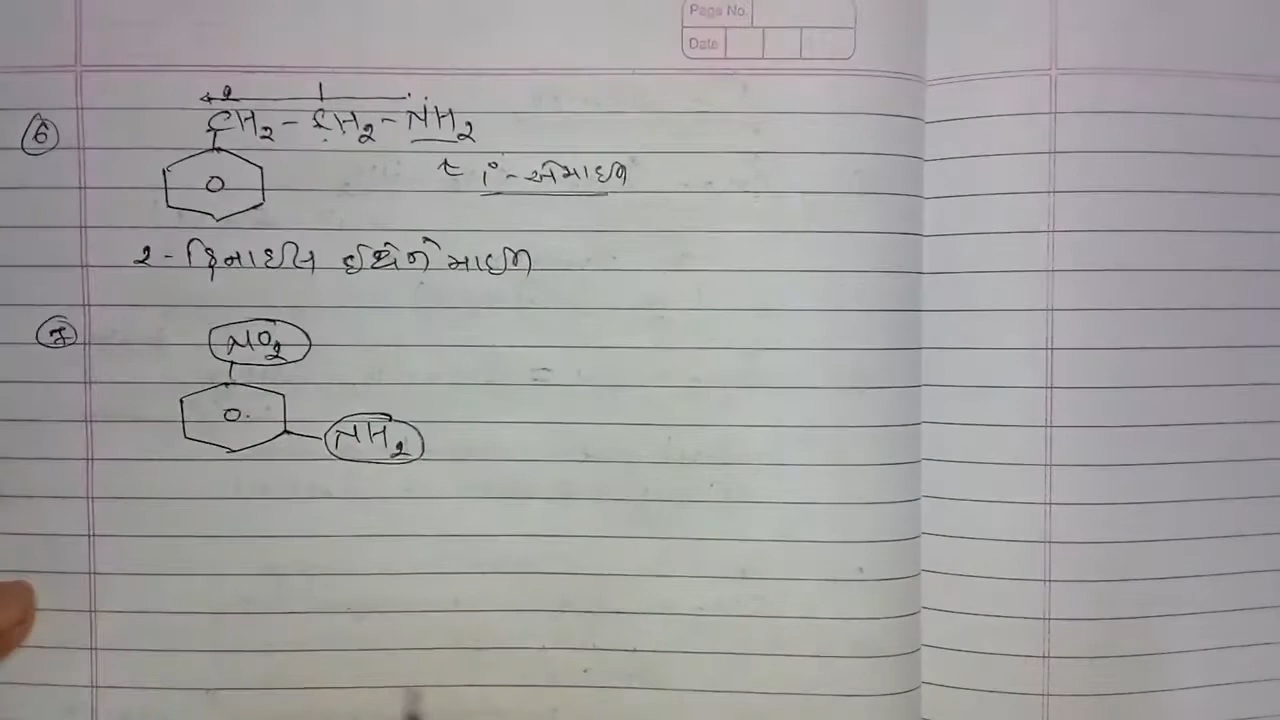 Page No.
Date
2 1
6 CH2 - CH2 - NH2
1° - એમાઇન
2 - ફિનાઇલ ઇથેનેમાઇન
7 NO2
NH2